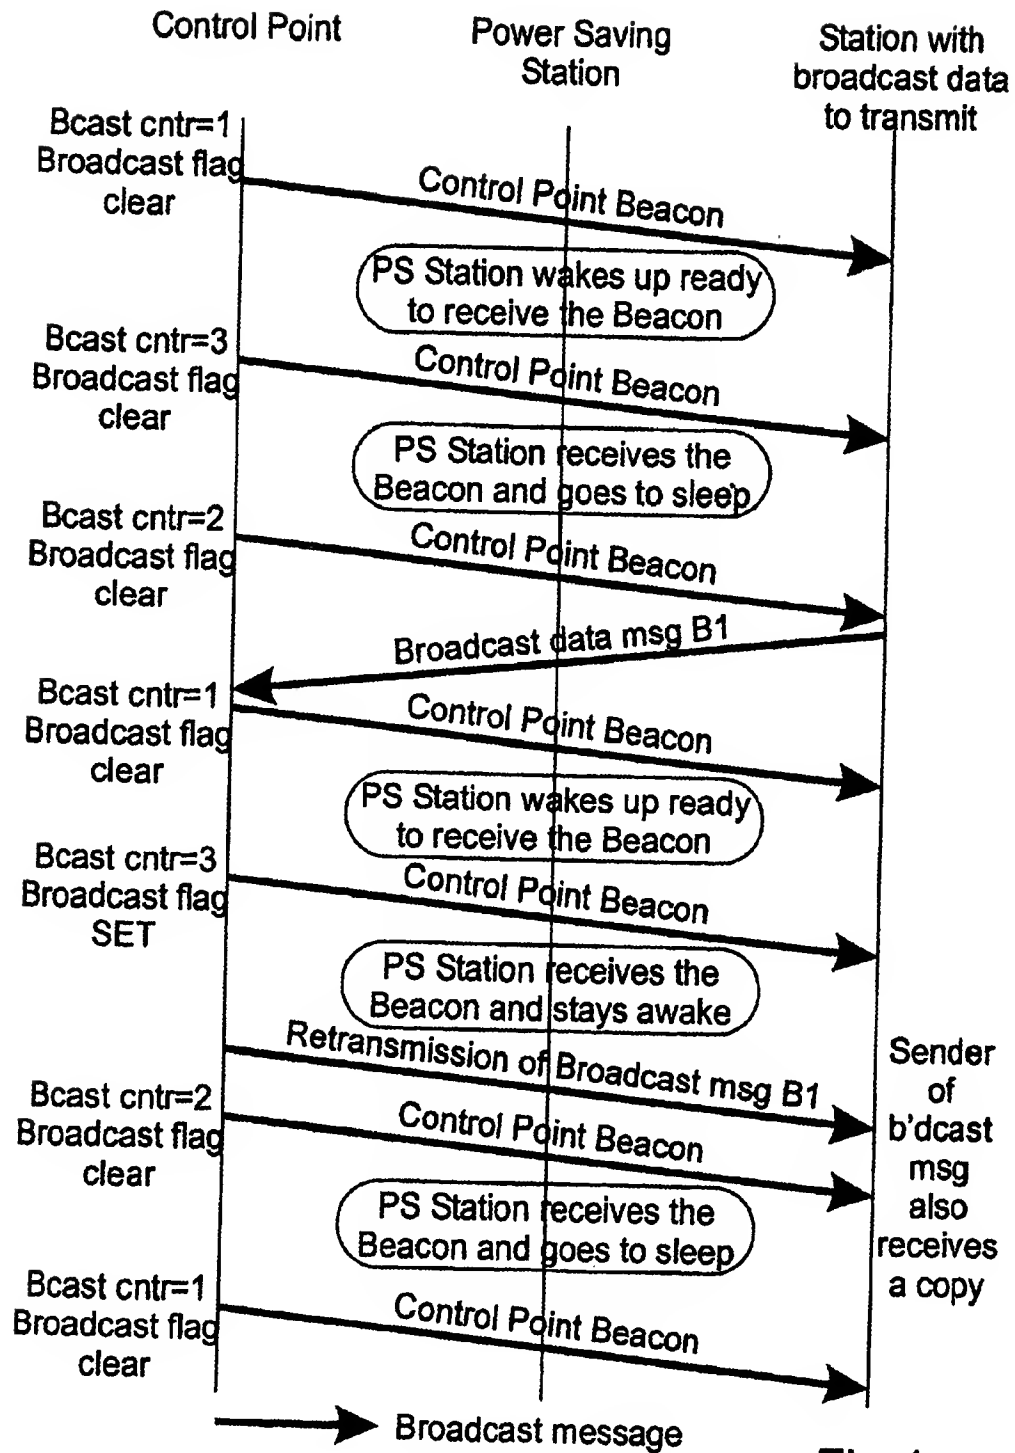 Control Point
Power Saving
Station
Station with
broadcast data
to transmit
Bcast cntr=1
Broadcast flag
clear
Control Point Beacon
PS Station wakes up ready
to receive the Beacon
Bcast cntr=3
Broadcast flag
clear
Control Point Beacon
PS Station receives the
Beacon and goes to sleep
Bcast cntr=2
Broadcast flag
clear
Control Point Beacon
Broadcast data msg B1
Bcast cntr=1
Broadcast flag
clear
Control Point Beacon
PS Station wakes up ready
to receive the Beacon
Bcast cntr=3
Broadcast flag
SET
Control Point Beacon
PS Station receives the
Beacon and stays awake
Retransmission of Broadcast msg B1
Sender
of
b'dcast
msg
also
receives
a copy
Bcast cntr=2
Broadcast flag
clear
Control Point Beacon
PS Station receives the
Beacon and goes to sleep
Bcast cntr=1
Broadcast flag
clear
Control Point Beacon
Broadcast message